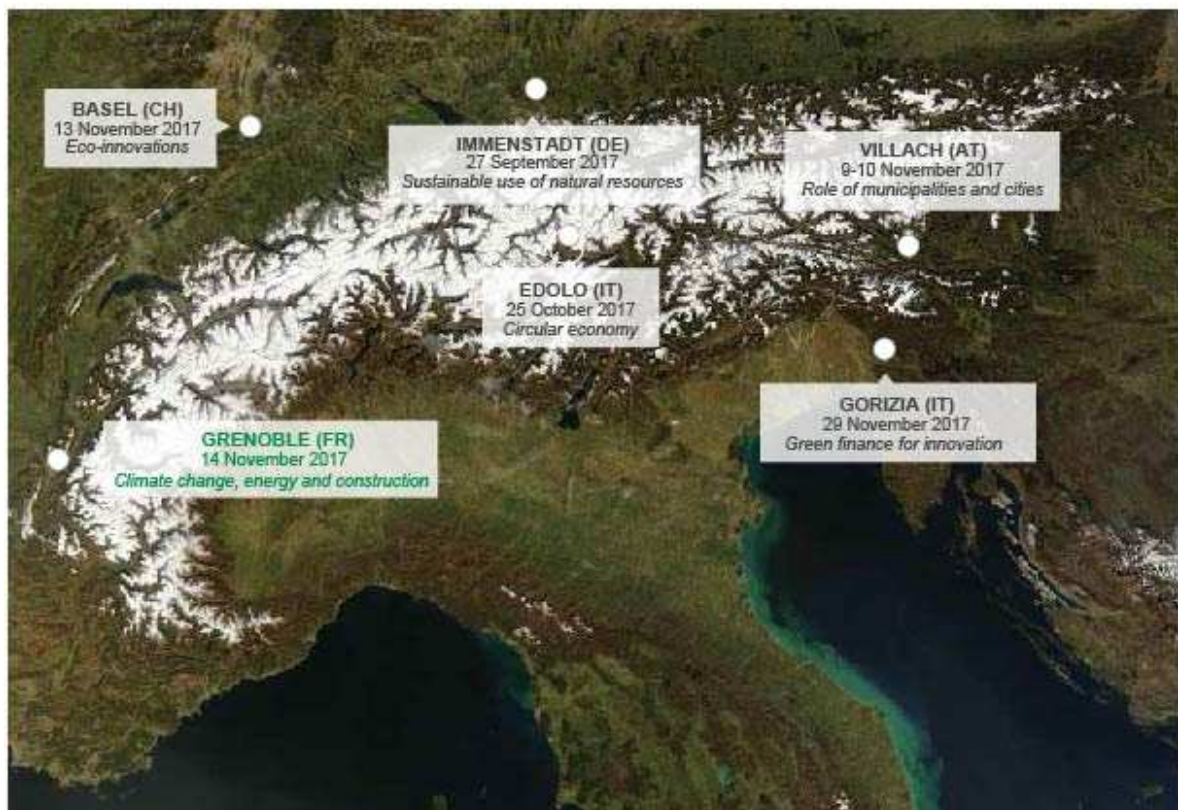 BASEL (CH)
13 November 2017
Eco-innovations
IMMENSTADT (DE)
27 September 2017
Sustainable use of natural resources
VILLACH (AT)
9-10 November 2017
Role of municipalities and cities
EDOLO (IT)
25 October 2017
Circular economy
GORIZIA (IT)
29 November 2017
Green finance for innovation
GRENOBLE (FR)
14 November 2017
Climate change, energy and construction